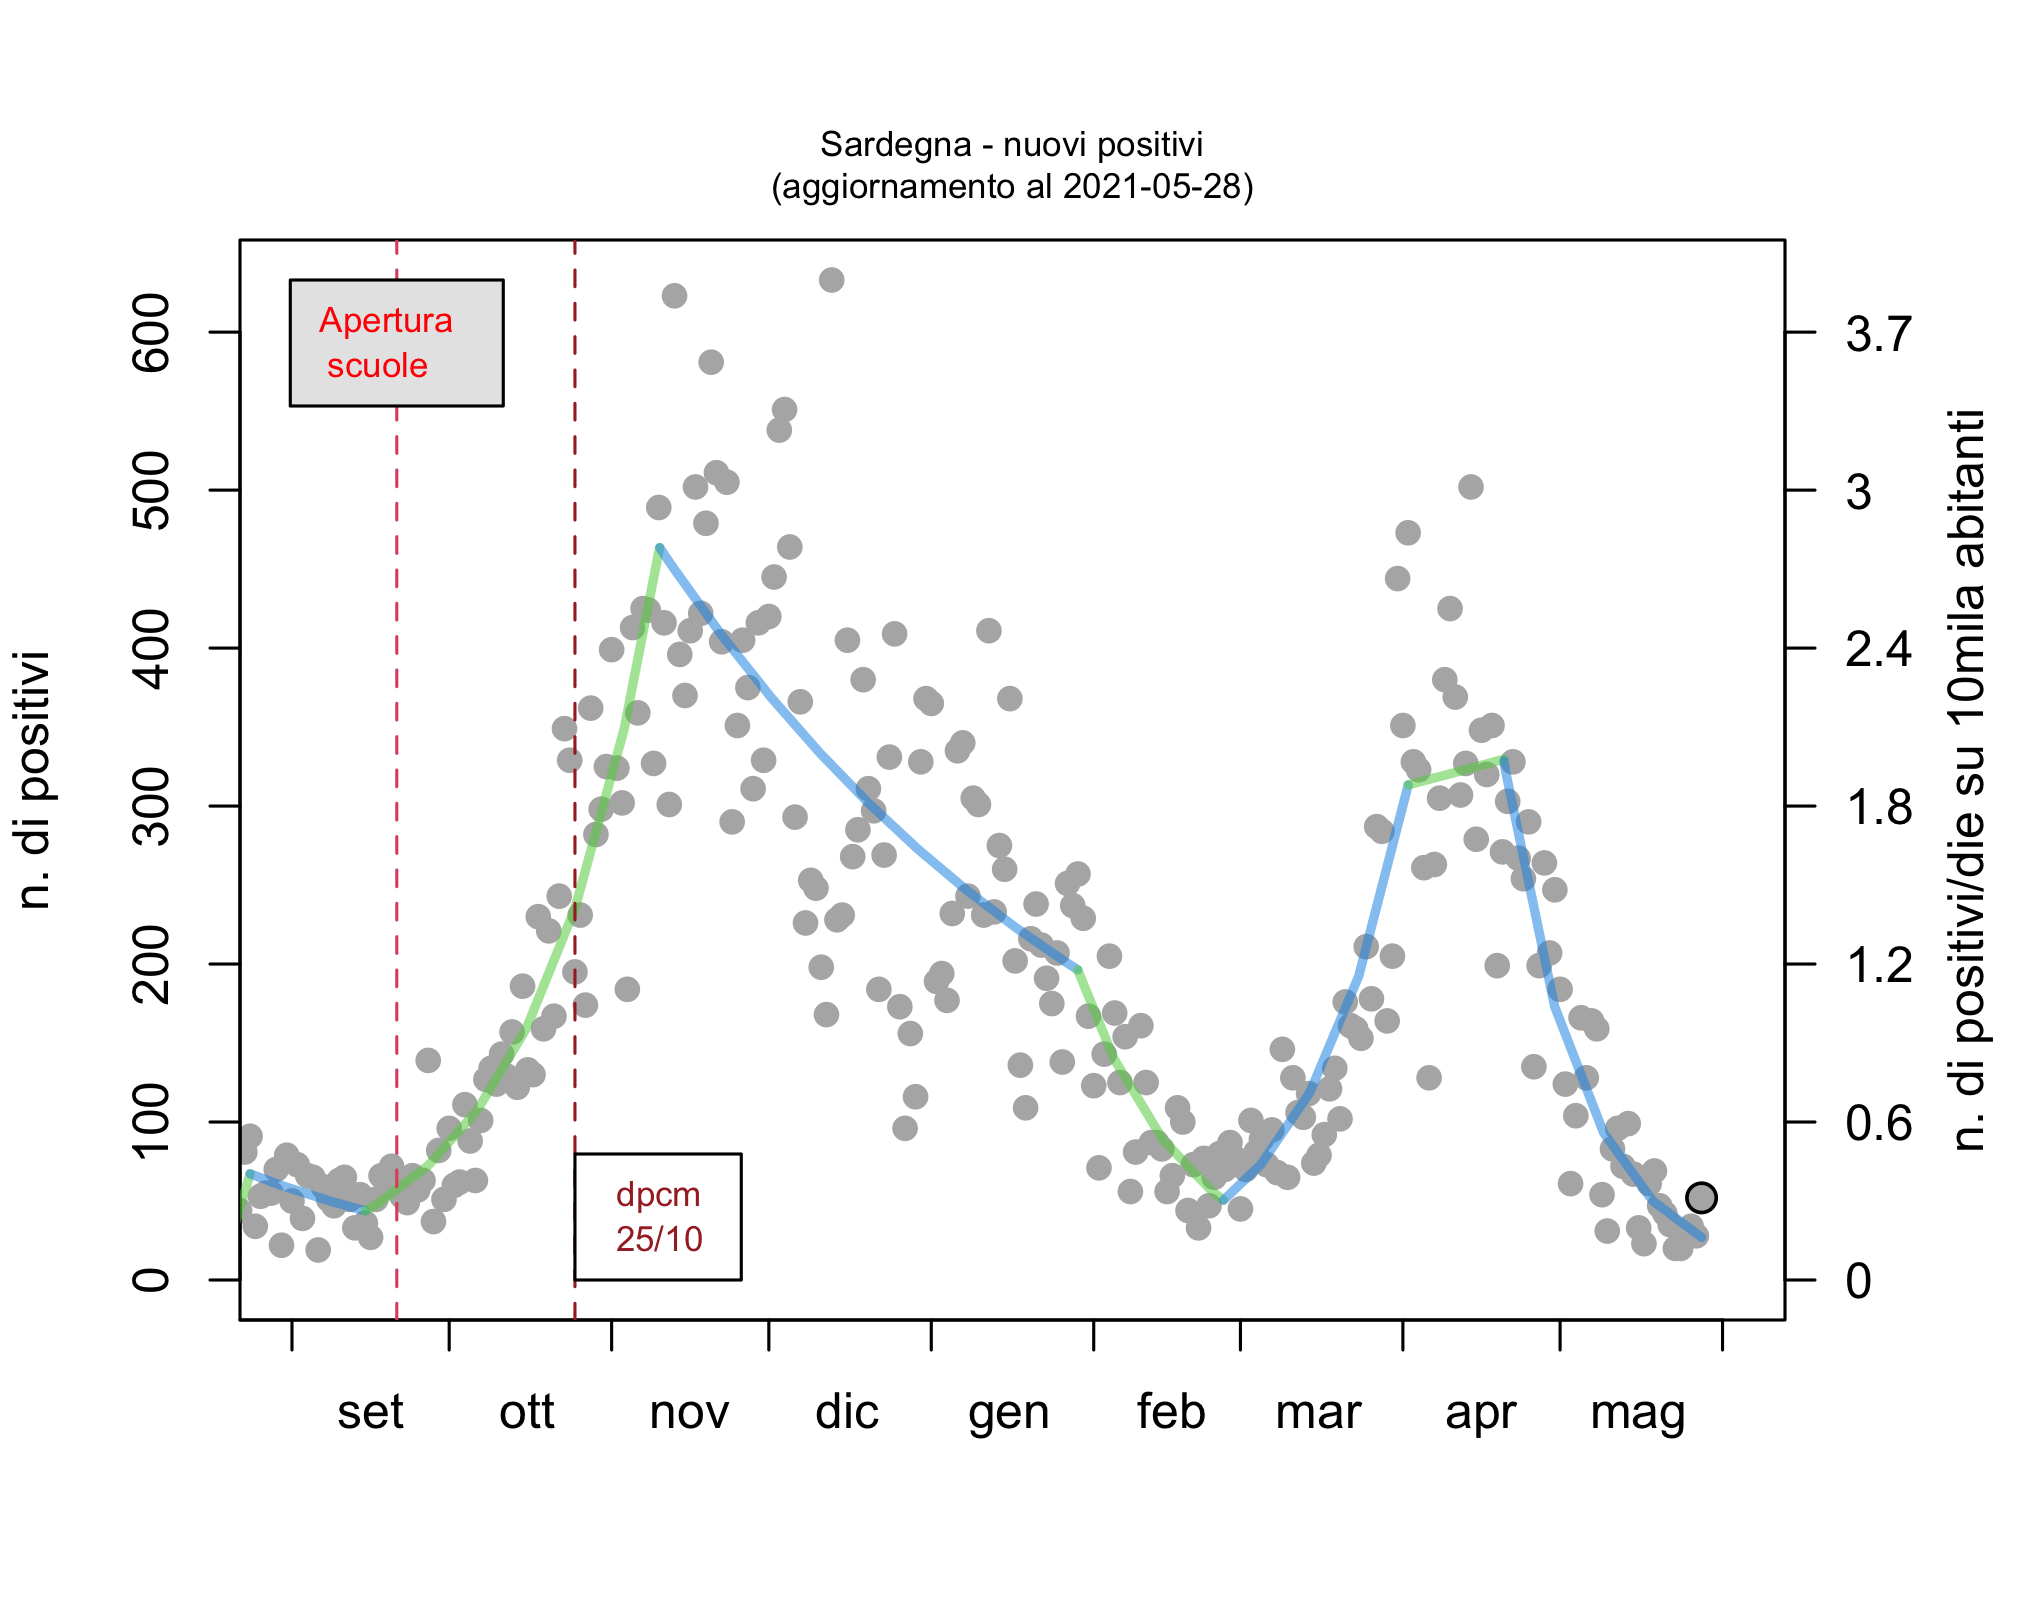 Sardegna - nuovi positivi
(aggiornamento al 2021-05-28)
Apertura
scuole
dpcm
25/10
n. di positivi
600
500
400
300
200
100
0
3.7
3
2.4
1.8
1.2
0.6
0
n. di positivi/die su 10mila abitanti
set ott nov dic gen feb mar apr mag